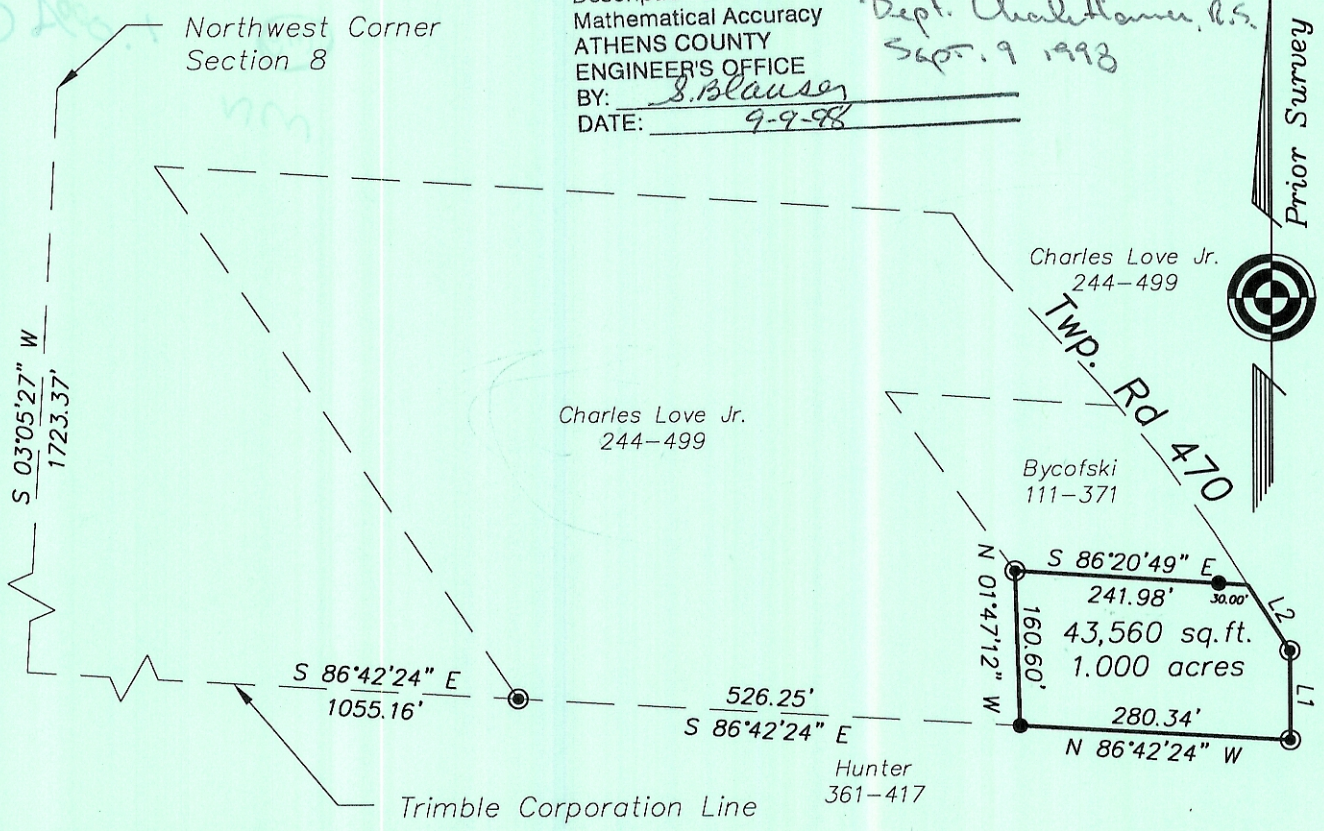 Northwest Corner
Section 8
Mathematical Accuracy
ATHENS COUNTY
ENGINEER'S OFFICE
BY: S. Blauser
DATE: 9-9-98
Dept.
Sept. 9 1998
Prior Survey
Charles Love Jr.
244-499
Twp. Rd 470
S 03°05'27" W
1723.37'
Charles Love Jr.
244-499
Bycofski
111-371
S 86°20'49" E
241.98'
30.00'
L2
N 01°47'12" W
160.60'
43,560 sq.ft.
1.000 acres
L1
S 86°42'24" E
1055.16'
526.25'
S 86°42'24" E
280.34'
N 86°42'24" W
Hunter
361-417
Trimble Corporation Line